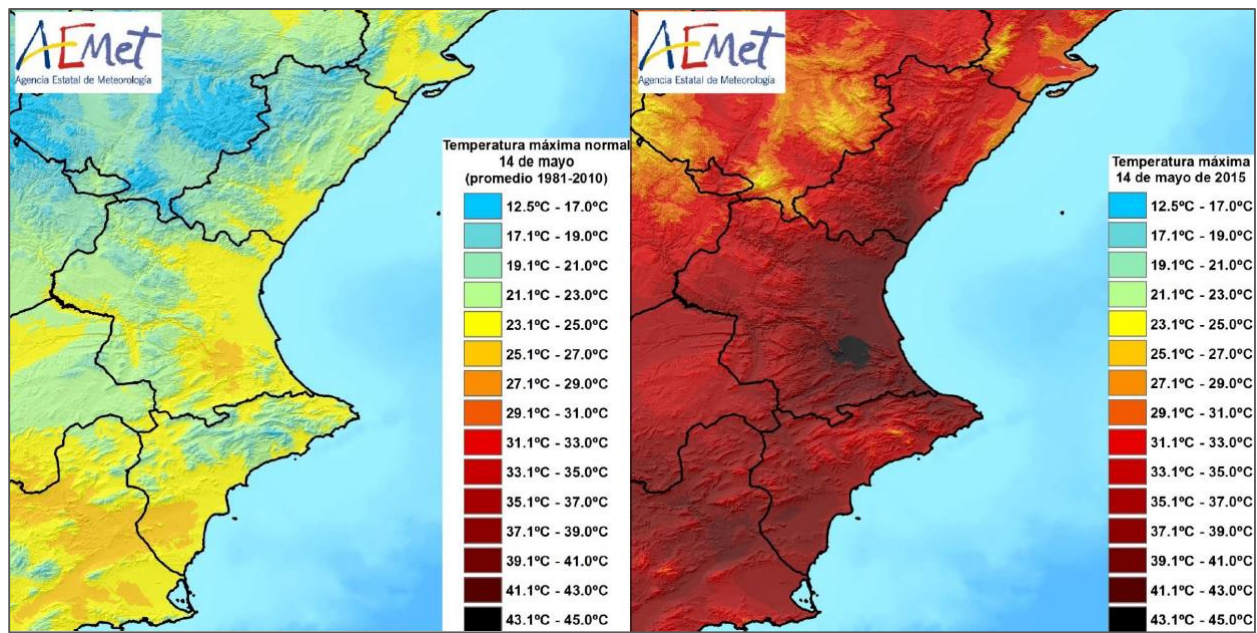 AEMet
Agencia Estatal de Meteorología
Temperatura máxima normal
14 de mayo
(promedio 1981-2010)
12.5ºC - 17.0ºC
17.1ºC - 19.0ºC
19.1ºC - 21.0ºC
21.1ºC - 23.0ºC
23.1ºC - 25.0ºC
25.1ºC - 27.0ºC
27.1ºC - 29.0ºC
29.1ºC - 31.0ºC
31.1ºC - 33.0ºC
33.1ºC - 35.0ºC
35.1ºC - 37.0ºC
37.1ºC - 39.0ºC
39.1ºC - 41.0ºC
41.1ºC - 43.0ºC
43.1ºC - 45.0ºC
AEMet
Agencia Estatal de Meteorología
Temperatura máxima
14 de mayo de 2015
12.5ºC - 17.0ºC
17.1ºC - 19.0ºC
19.1ºC - 21.0ºC
21.1ºC - 23.0ºC
23.1ºC - 25.0ºC
25.1ºC - 27.0ºC
27.1ºC - 29.0ºC
29.1ºC - 31.0ºC
31.1ºC - 33.0ºC
33.1ºC - 35.0ºC
35.1ºC - 37.0ºC
37.1ºC - 39.0ºC
39.1ºC - 41.0ºC
41.1ºC - 43.0ºC
43.1ºC - 45.0ºC